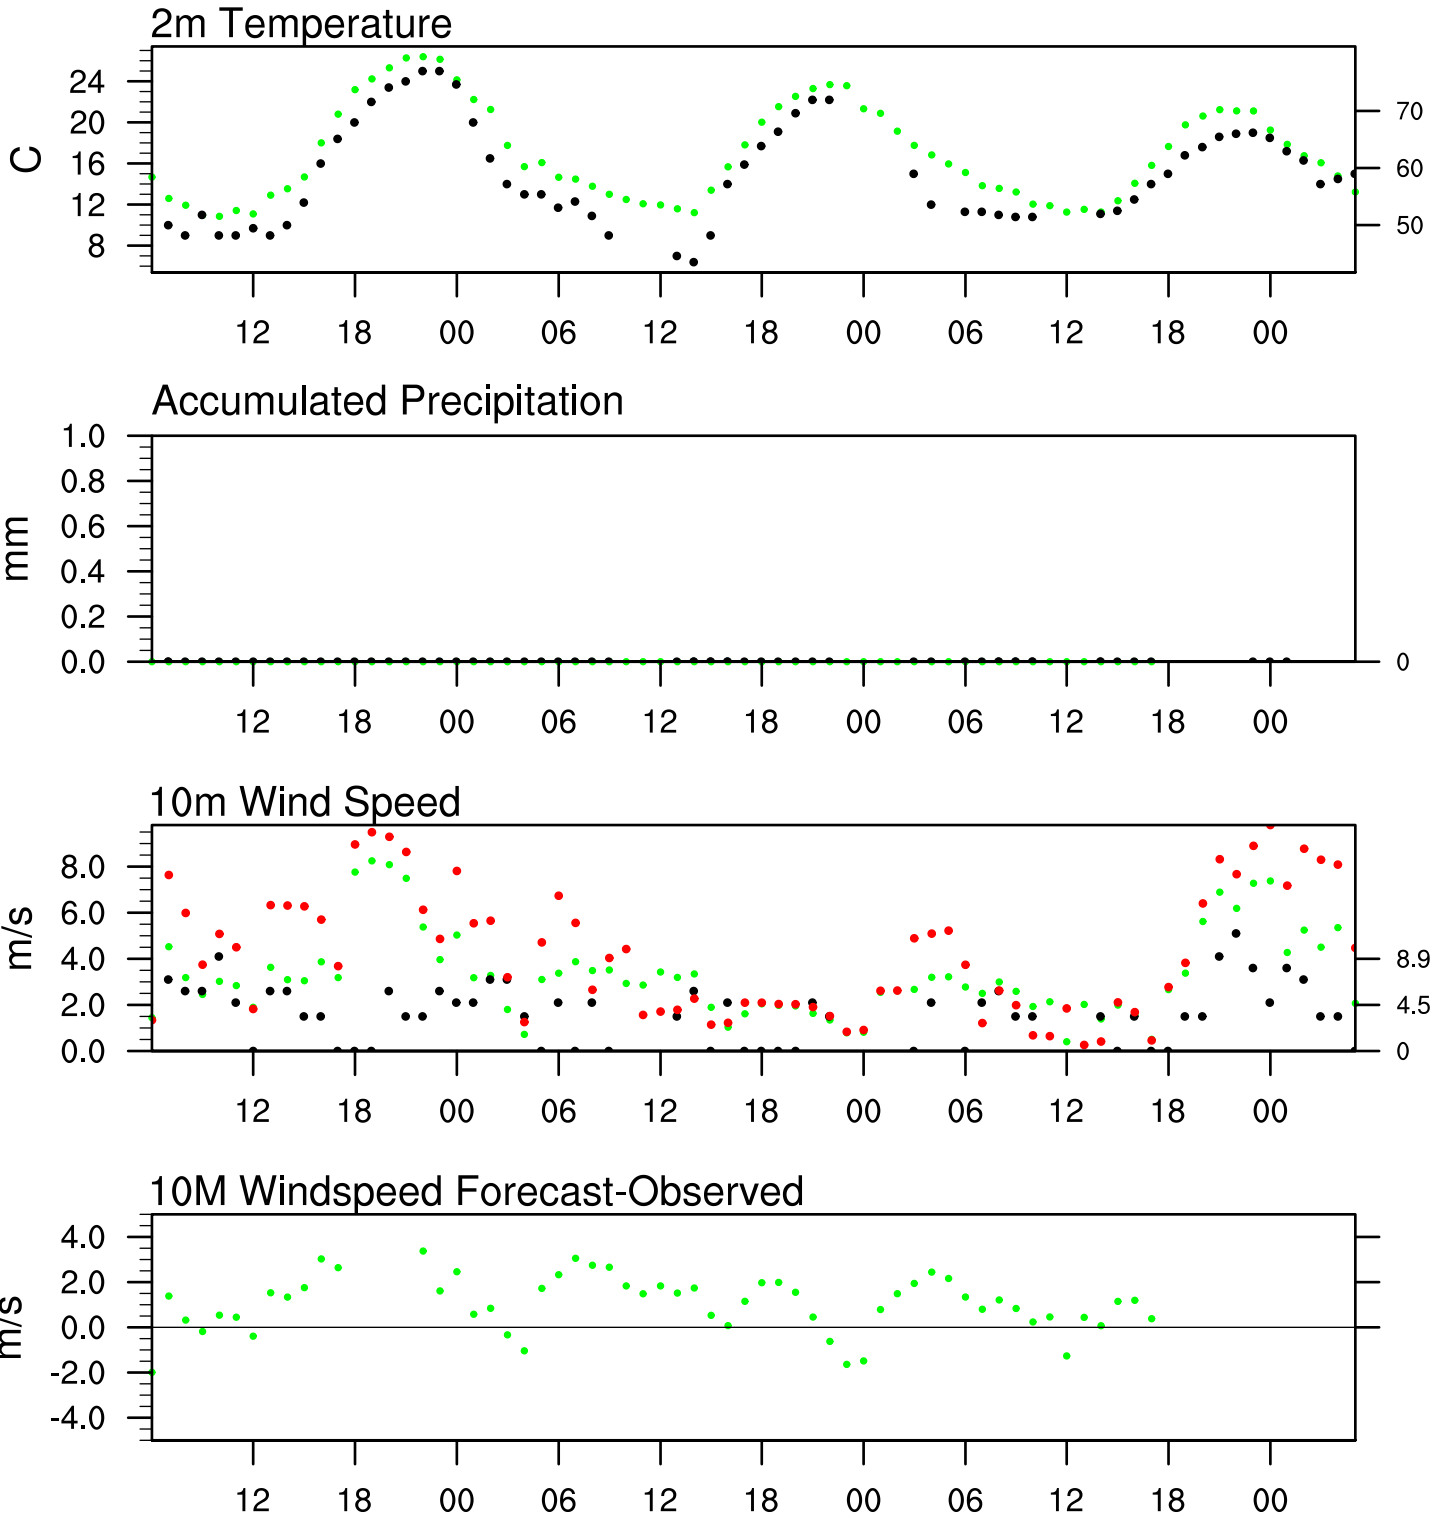 2m Temperature
24
20
16
12
8
C
70
60
50
12 18 00 06 12 18 00 06 12 18 00
Accumulated Precipitation
1.0
0.8
0.6
0.4
0.2
0.0
mm
0
12 18 00 06 12 18 00 06 12 18 00
10m Wind Speed
8.0
6.0
4.0
2.0
0.0
m/s
8.9
4.5
0
12 18 00 06 12 18 00 06 12 18 00
10M Windspeed Forecast-Observed
4.0
2.0
0.0
-2.0
-4.0
m/s
12 18 00 06 12 18 00 06 12 18 00